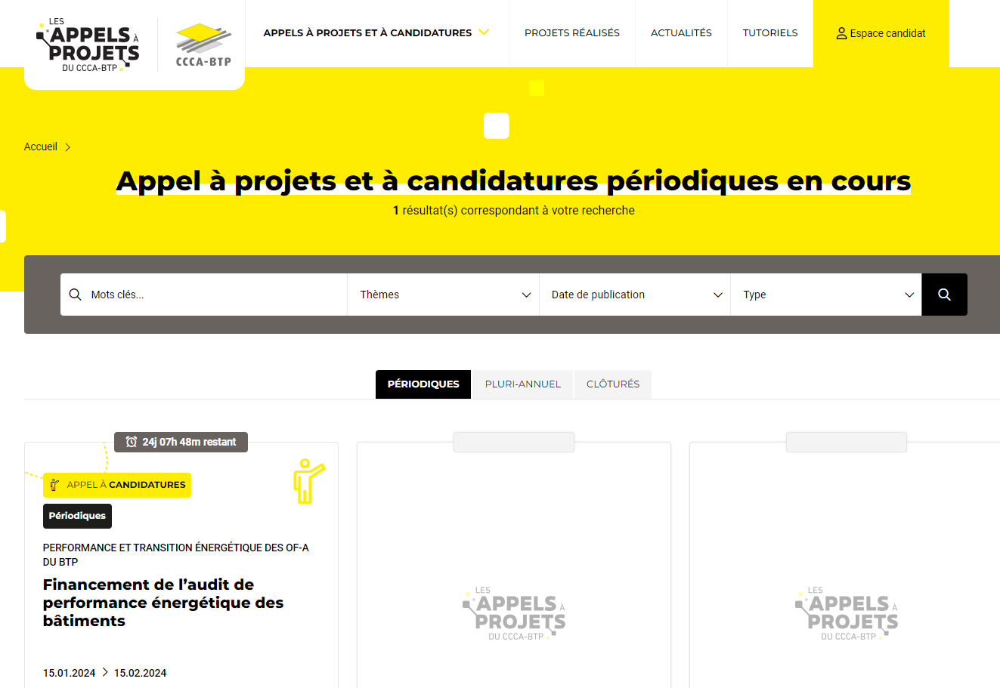 LES
APPELS À
PROJETS
DU CCCA-BTP
CCCA-BTP
APPELS À PROJETS ET À CANDIDATURES
PROJETS RÉALISÉS
ACTUALITÉS
TUTORIELS
Espace candidat
Accueil
Appel à projets et à candidatures périodiques en cours
1 résultat(s) correspondant à votre recherche
Mots clés...
Thèmes
Date de publication
Type
PÉRIODIQUES
PLURI-ANNUEL
CLÔTURÉS
24j 07h 48m restant
APPEL À CANDIDATURES
Périodiques
PERFORMANCE ET TRANSITION ÉNERGÉTIQUE DES OF-A
DU BTP
Financement de l’audit de
performance énergétique des
bâtiments
15.01.2024 > 15.02.2024
LES
APPELS À
PROJETS
DU CCCA-BTP
LES
APPELS À
PROJETS
DU CCCA-BTP